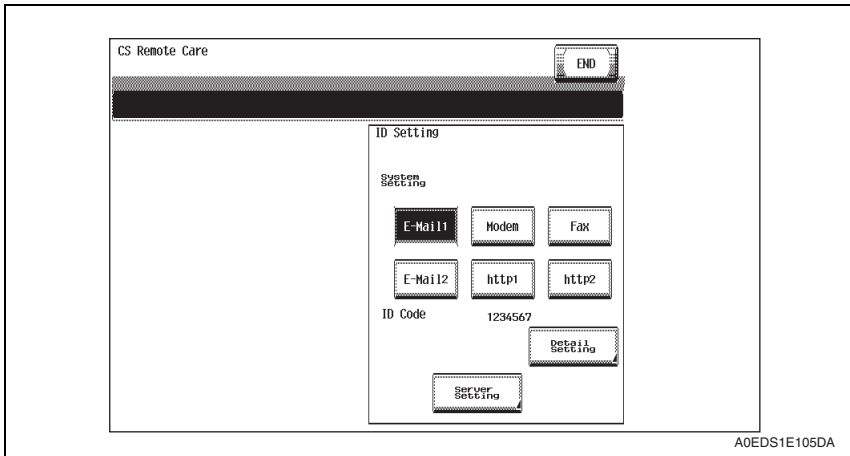 CS Remote Care
END
ID Setting
System
Setting
E-Mail1
Modem
Fax
E-Mail2
http1
http2
ID Code 1234567
Detail
Setting
Server
Setting
A0EDS1E105DA